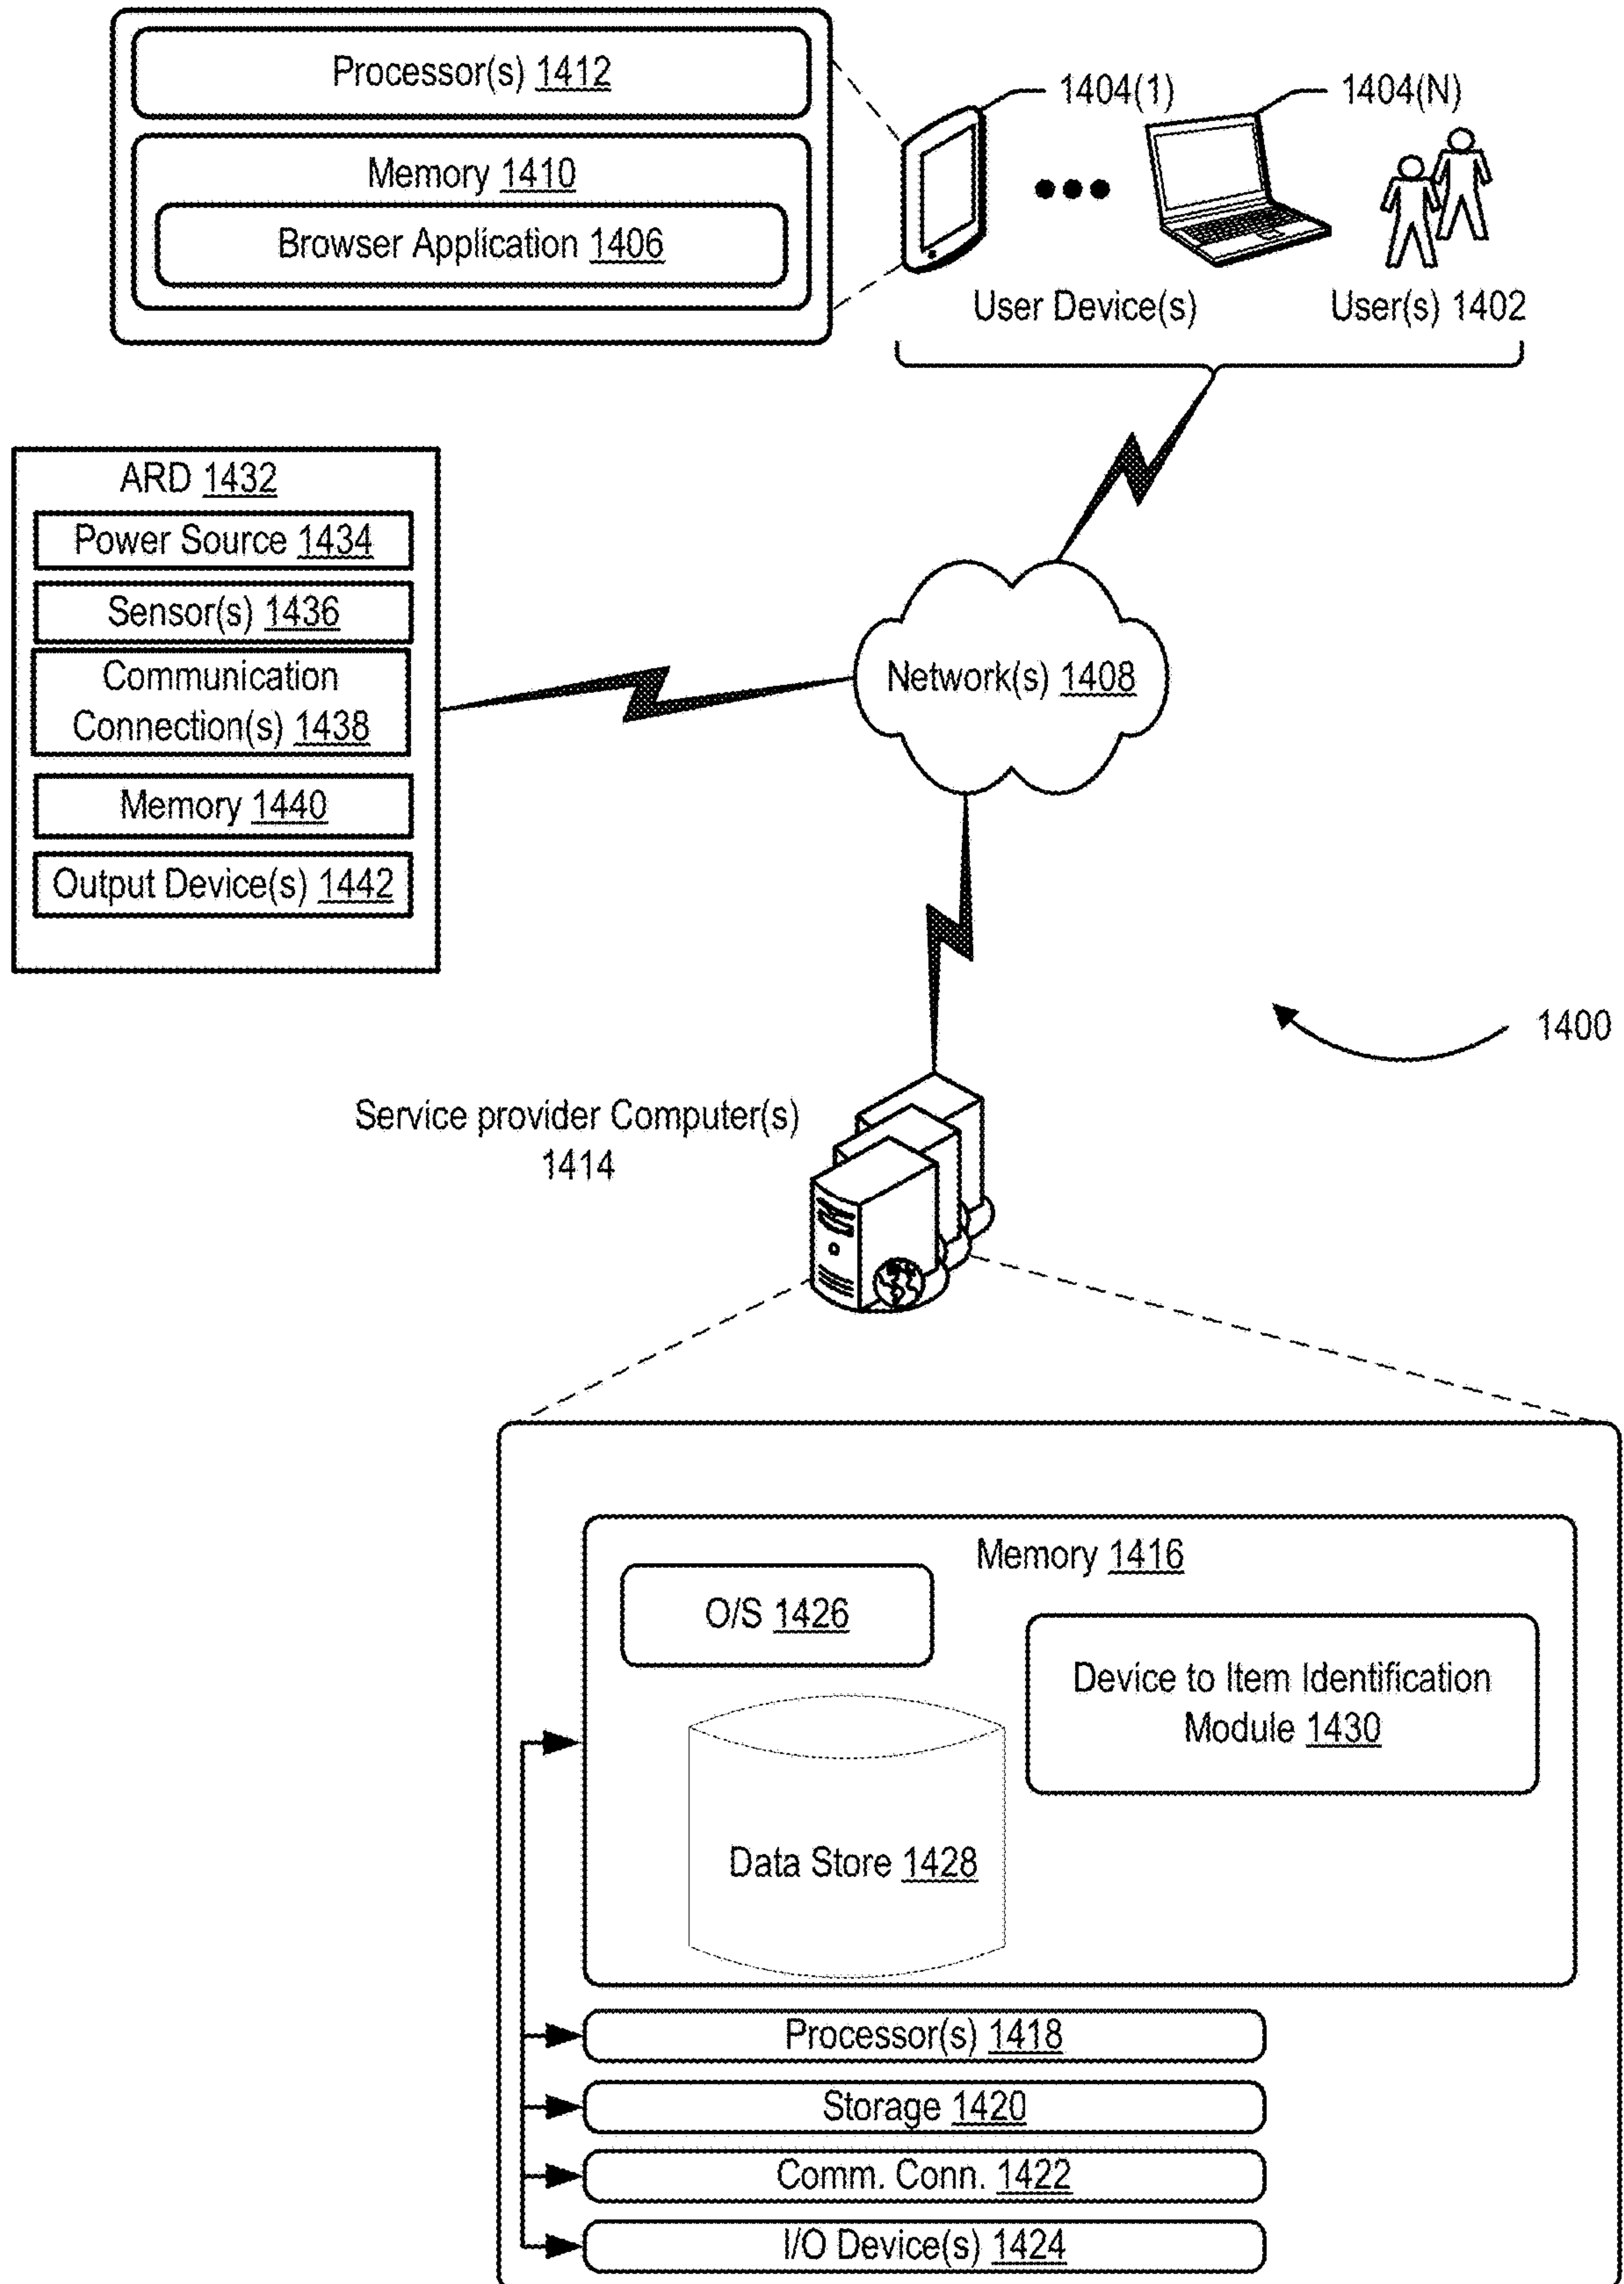 Processor(s) 1412
Memory 1410
Browser Application 1406
1404(1)
1404(N)
User Device(s)
User(s) 1402
ARD 1432
Power Source 1434
Sensor(s) 1436
Communication
Connection(s) 1438
Memory 1440
Output Device(s) 1442
Network(s) 1408
1400
Service provider Computer(s)
1414
Memory 1416
O/S 1426
Device to Item Identification
Module 1430
Data Store 1428
Processor(s) 1418
Storage 1420
Comm. Conn. 1422
I/O Device(s) 1424